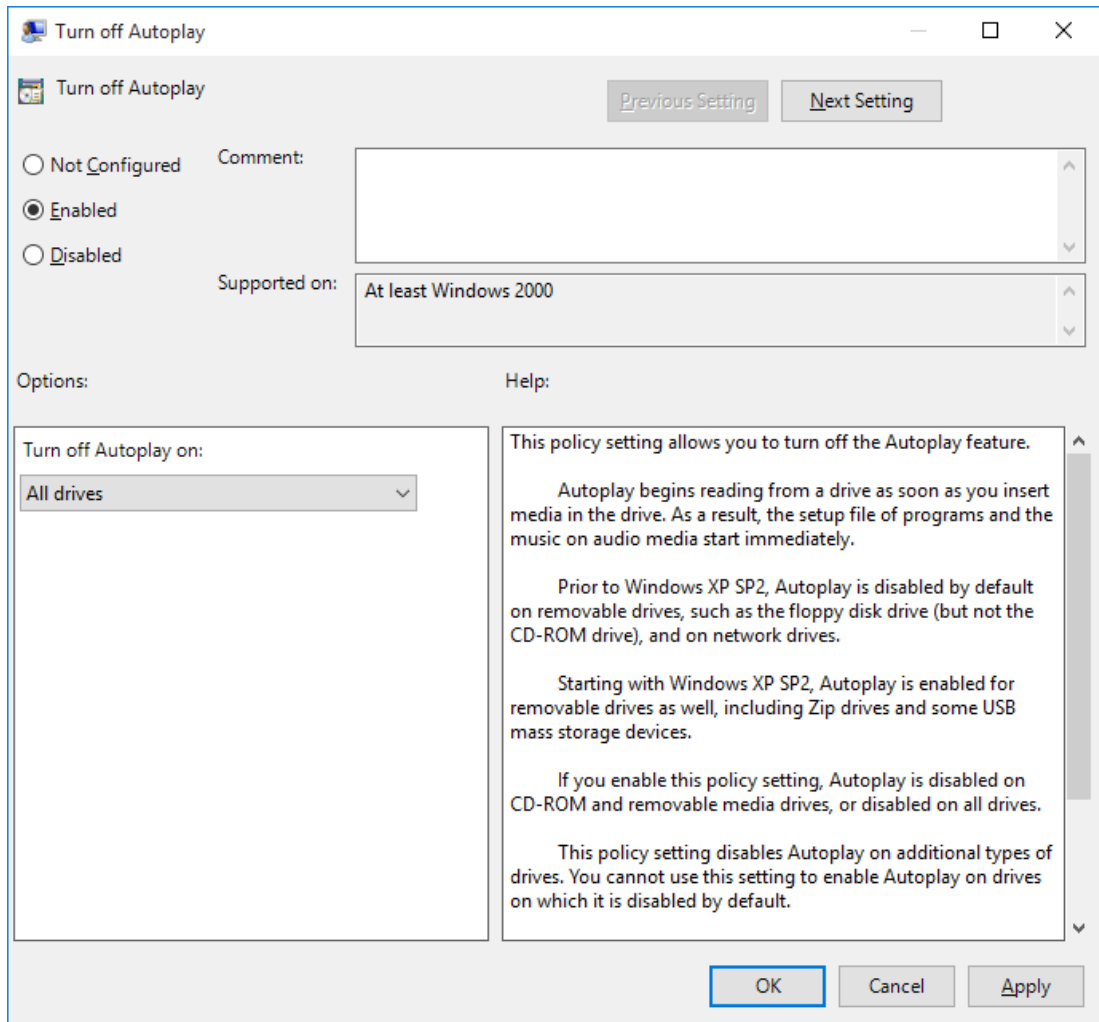 Turn off Autoplay
Turn off Autoplay
Previous Setting
Next Setting
Not Configured
Comment:
Enabled
Disabled
Supported on:
At least Windows 2000
Options:
Help:
Turn off Autoplay on:
All drives
This policy setting allows you to turn off the Autoplay feature.
Autoplay begins reading from a drive as soon as you insert
media in the drive. As a result, the setup file of programs and the
music on audio media start immediately.
Prior to Windows XP SP2, Autoplay is disabled by default
on removable drives, such as the floppy disk drive (but not the
CD-ROM drive), and on network drives.
Starting with Windows XP SP2, Autoplay is enabled for
removable drives as well, including Zip drives and some USB
mass storage devices.
If you enable this policy setting, Autoplay is disabled on
CD-ROM and removable media drives, or disabled on all drives.
This policy setting disables Autoplay on additional types of
drives. You cannot use this setting to enable Autoplay on drives
on which it is disabled by default.
OK
Cancel
Apply